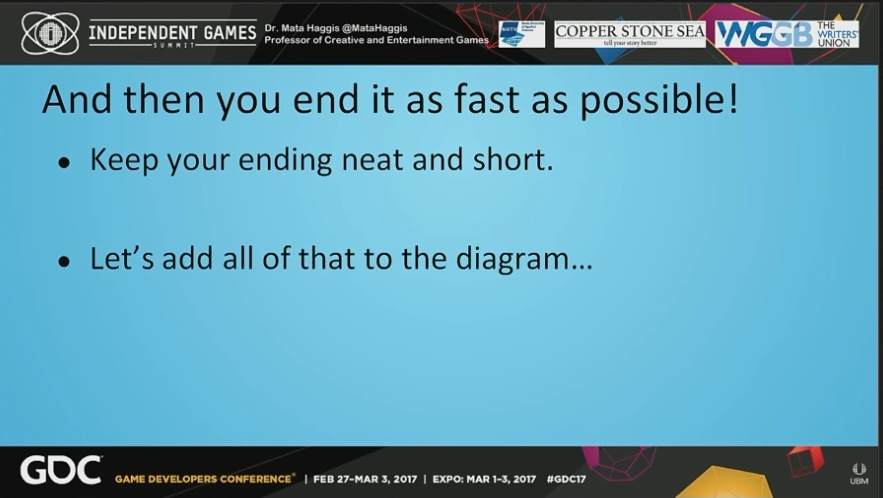 INDEPENDENT GAMES
SUMMIT
Dr. Mata Haggis @MataHaggis
Professor of Creative and Entertainment Games
COPPER STONE SEA
tell your story better
WGGB
THE
WRITERS'
UNION
And then you end it as fast as possible!
• Keep your ending neat and short.
• Let's add all of that to the diagram...
GDC
GAME DEVELOPERS CONFERENCE® | FEB 27-MAR 3, 2017 | EXPO: MAR 1-3, 2017 #GDC17
UBM